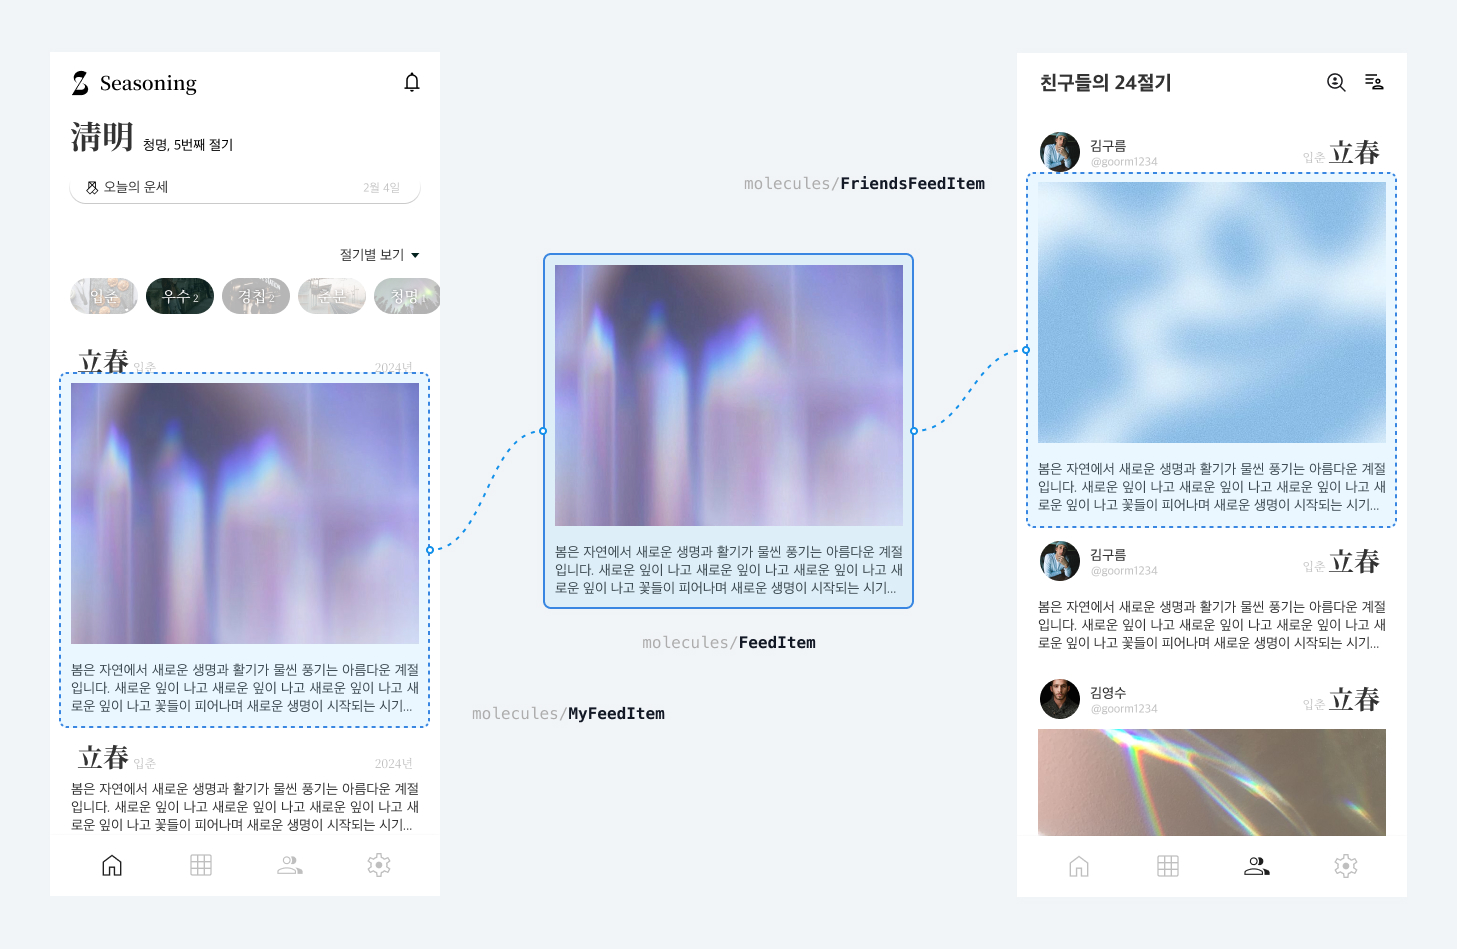 Seasoning
淸明 청명, 5번째 절기
오늘의 운세 2월 4일
절기별 보기
입춘 우수 2 경칩 2 춘분 청명
立春 입춘 2024년
봄은 자연에서 새로운 생명과 활기가 물씬 풍기는 아름다운 계절
입니다. 새로운 잎이 나고 새로운 잎이 나고 새로운 잎이 나고 새
로운 잎이 나고 꽃들이 피어나며 새로운 생명이 시작되는 시기...
立春 입춘 2024년
봄은 자연에서 새로운 생명과 활기가 물씬 풍기는 아름다운 계절
입니다. 새로운 잎이 나고 새로운 잎이 나고 새로운 잎이 나고 새
로운 잎이 나고 꽃들이 피어나며 새로운 생명이 시작되는 시기...
molecules/FriendsFeedItem
봄은 자연에서 새로운 생명과 활기가 물씬 풍기는 아름다운 계절
입니다. 새로운 잎이 나고 새로운 잎이 나고 새로운 잎이 나고 새
로운 잎이 나고 꽃들이 피어나며 새로운 생명이 시작되는 시기...
molecules/FeedItem
molecules/MyFeedItem
친구들의 24절기
김구름
@goorm1234
입춘 立春
봄은 자연에서 새로운 생명과 활기가 물씬 풍기는 아름다운 계절
입니다. 새로운 잎이 나고 새로운 잎이 나고 새로운 잎이 나고 새
로운 잎이 나고 꽃들이 피어나며 새로운 생명이 시작되는 시기...
김구름
@goorm1234
입춘 立春
봄은 자연에서 새로운 생명과 활기가 물씬 풍기는 아름다운 계절
입니다. 새로운 잎이 나고 새로운 잎이 나고 새로운 잎이 나고 새
로운 잎이 나고 꽃들이 피어나며 새로운 생명이 시작되는 시기...
김영수
@goorm1234
입춘 立春